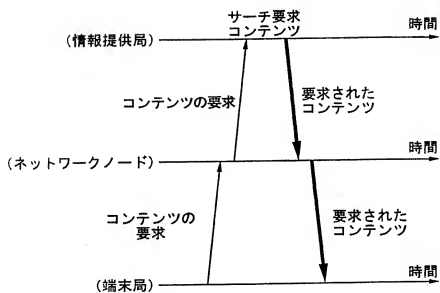 サーチ要求
コンテンツ
時間
(情報提供局)
コンテンツの要求
要求された
コンテンツ
時間
(ネットワークノード)
コンテンツの
要求
要求された
コンテンツ
時間
(端末局)